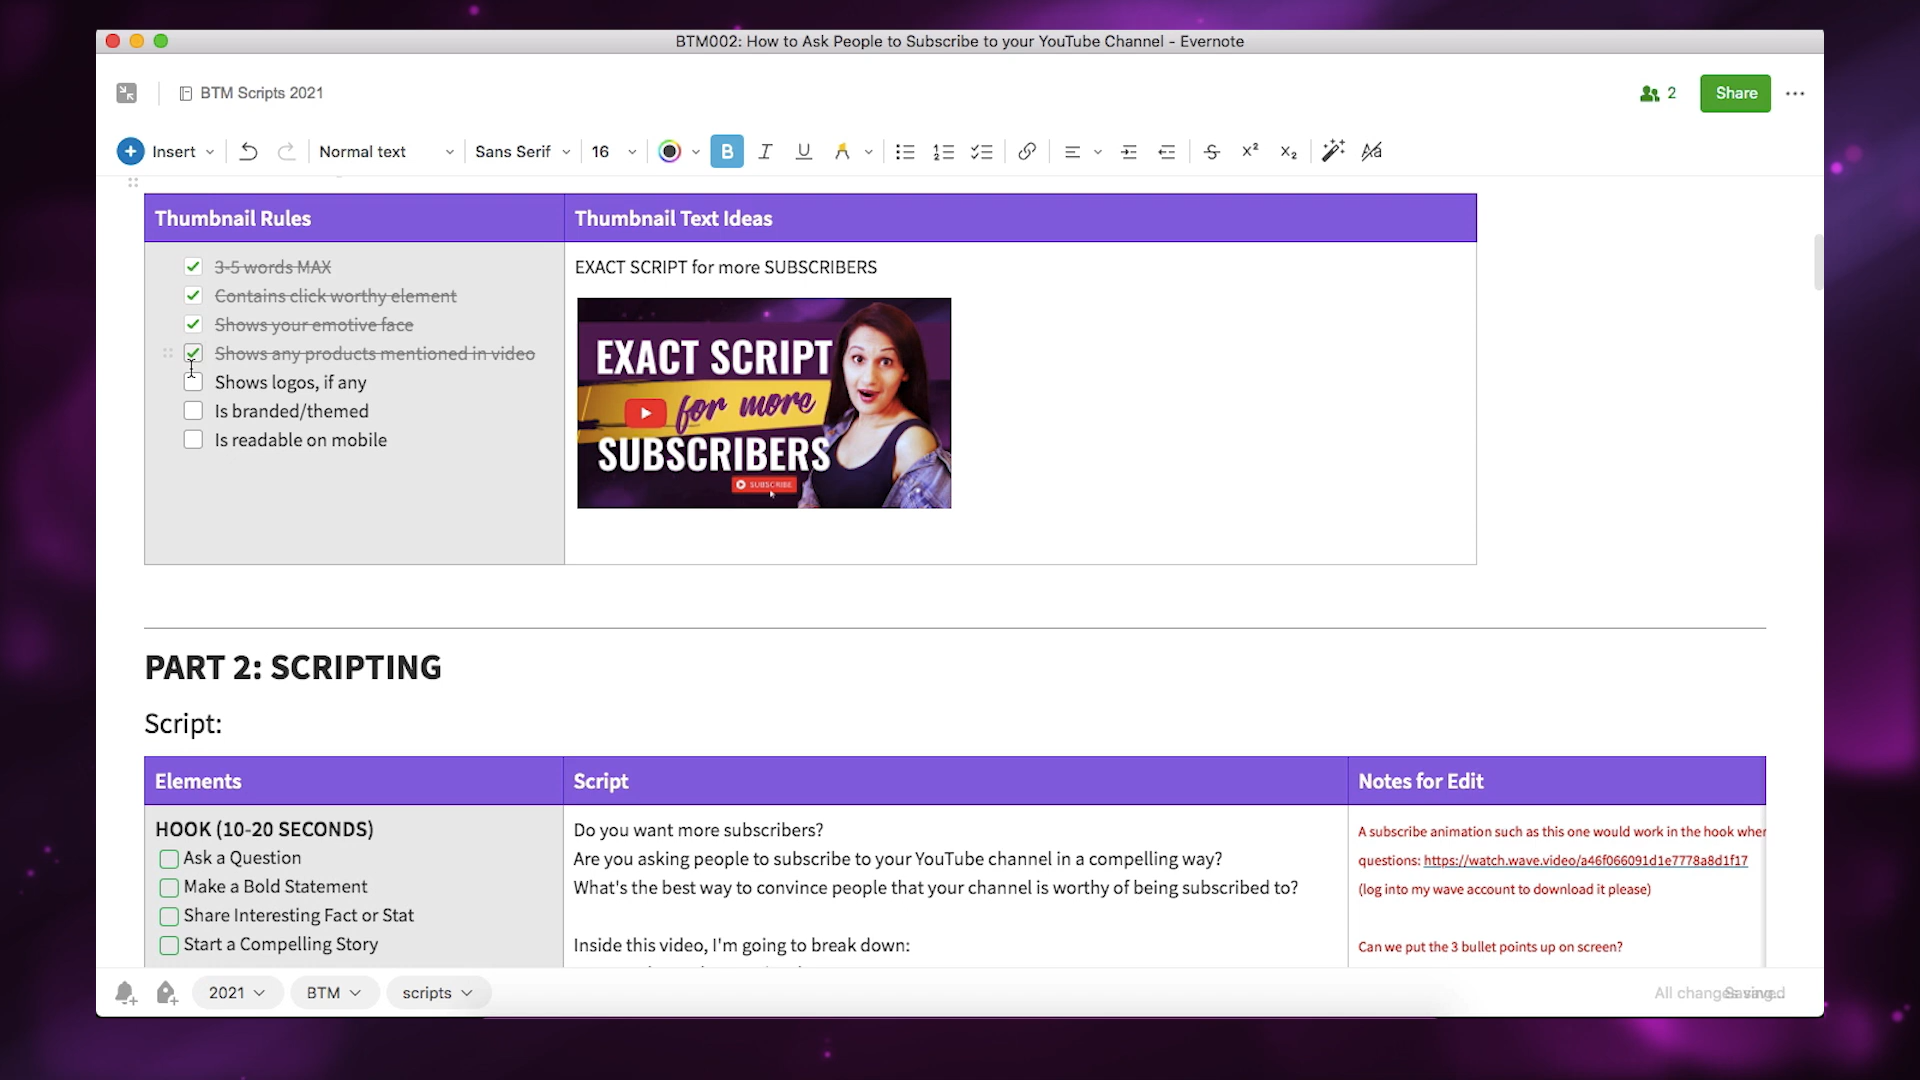 BTM002: How to Ask People to Subscribe to your YouTube Channel - Evernote
BTM Scripts 2021
2
Share
Insert
Normal text
Sans Serif
16
B
Thumbnail Rules
Thumbnail Text Ideas
3-5 words MAX
Contains click worthy element
Shows your emotive face
Shows any products mentioned in video
Shows logos, if any
Is branded/themed
Is readable on mobile
EXACT SCRIPT for more SUBSCRIBERS
EXACT SCRIPT
for more
SUBSCRIBERS
SUBSCRIBE
PART 2: SCRIPTING
Script:
Elements
Script
Notes for Edit
HOOK (10-20 SECONDS)
Ask a Question
Make a Bold Statement
Share Interesting Fact or Stat
Start a Compelling Story
Do you want more subscribers?
Are you asking people to subscribe to your YouTube channel in a compelling way?
What's the best way to convince people that your channel is worthy of being subscribed to?
Inside this video, I'm going to break down:
A subscribe animation such as this one would work in the hook when
questions: https://watch.wave.video/a46f066091d1e7778a8d1f17
(log into my wave account to download it please)
Can we put the 3 bullet points up on screen?
2021
BTM
scripts
All changes saved
Saving...